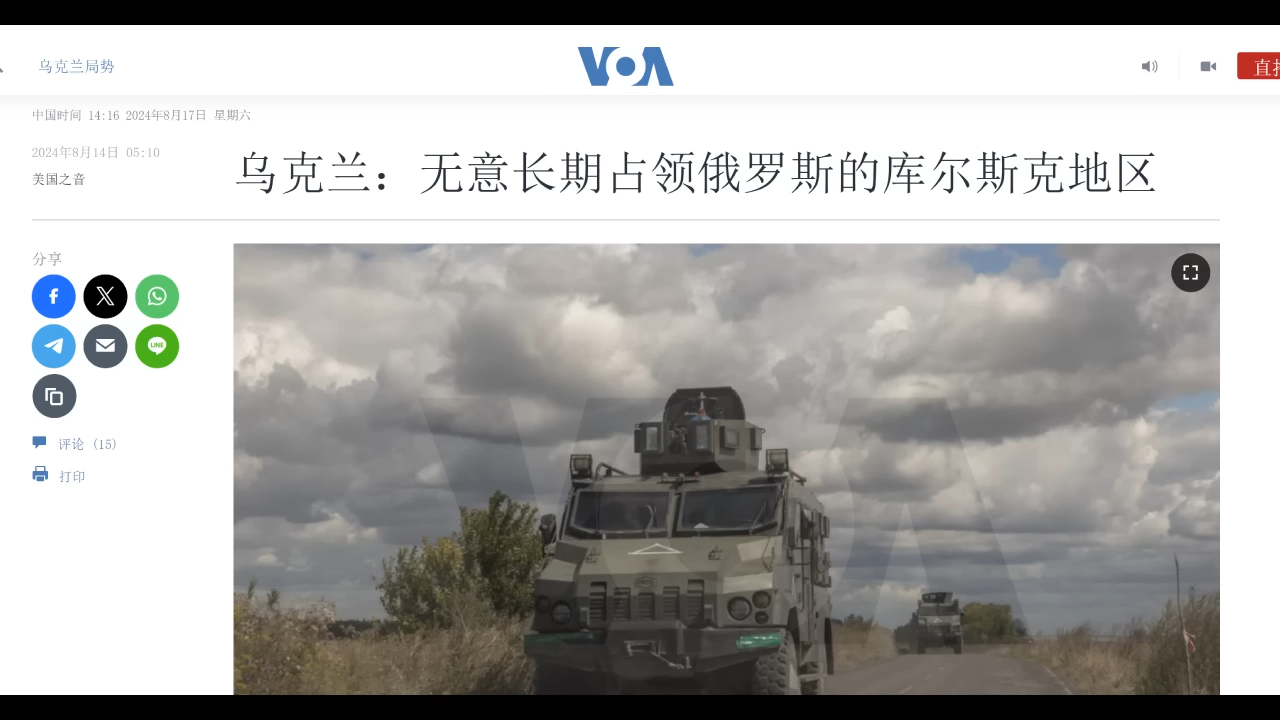 乌克兰局势
VOA
直播
中国时间 14:16 2024年8月17日 星期六
2024年8月14日 05:10
美国之音
乌克兰：无意长期占领俄罗斯的库尔斯克地区
分享
LINE
评论 (15)
打印
VOA